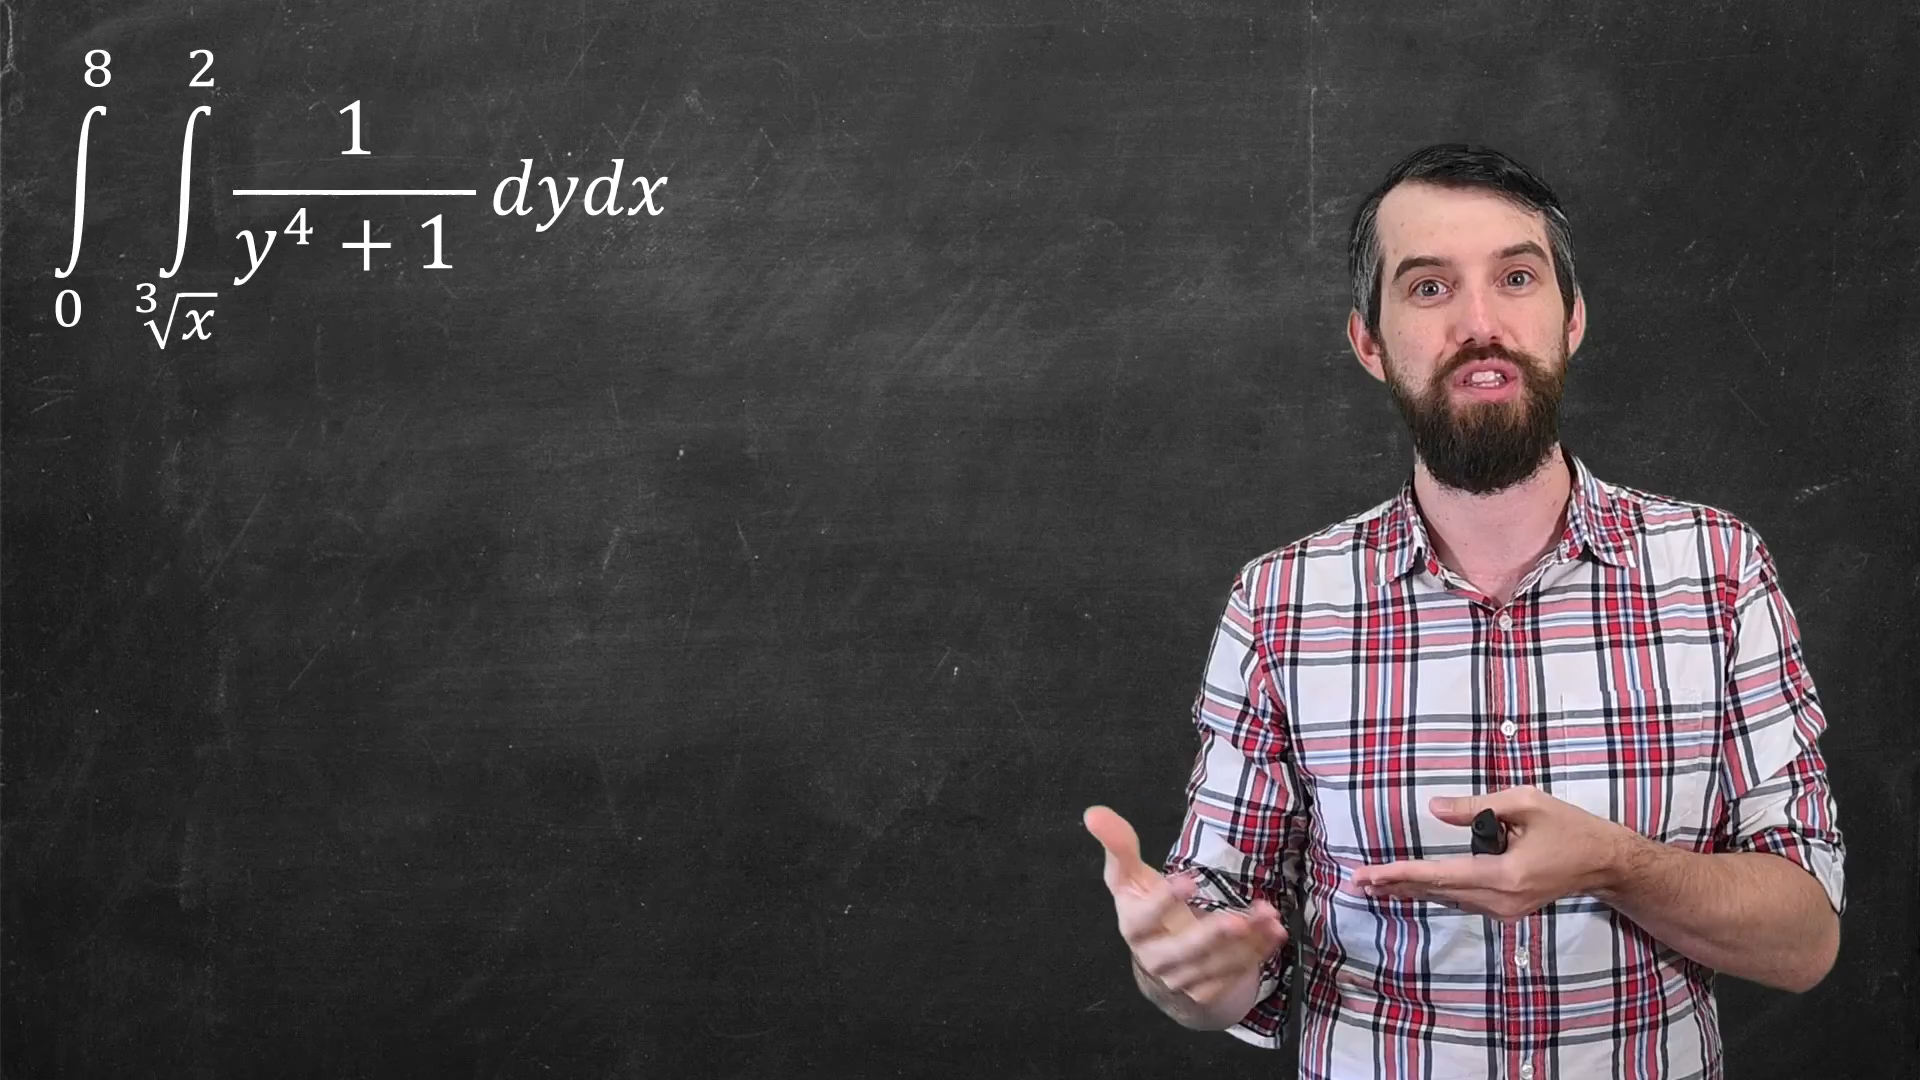 ∫₀⁸ ∫_{∛x}² 1/(y⁴ + 1) dydx